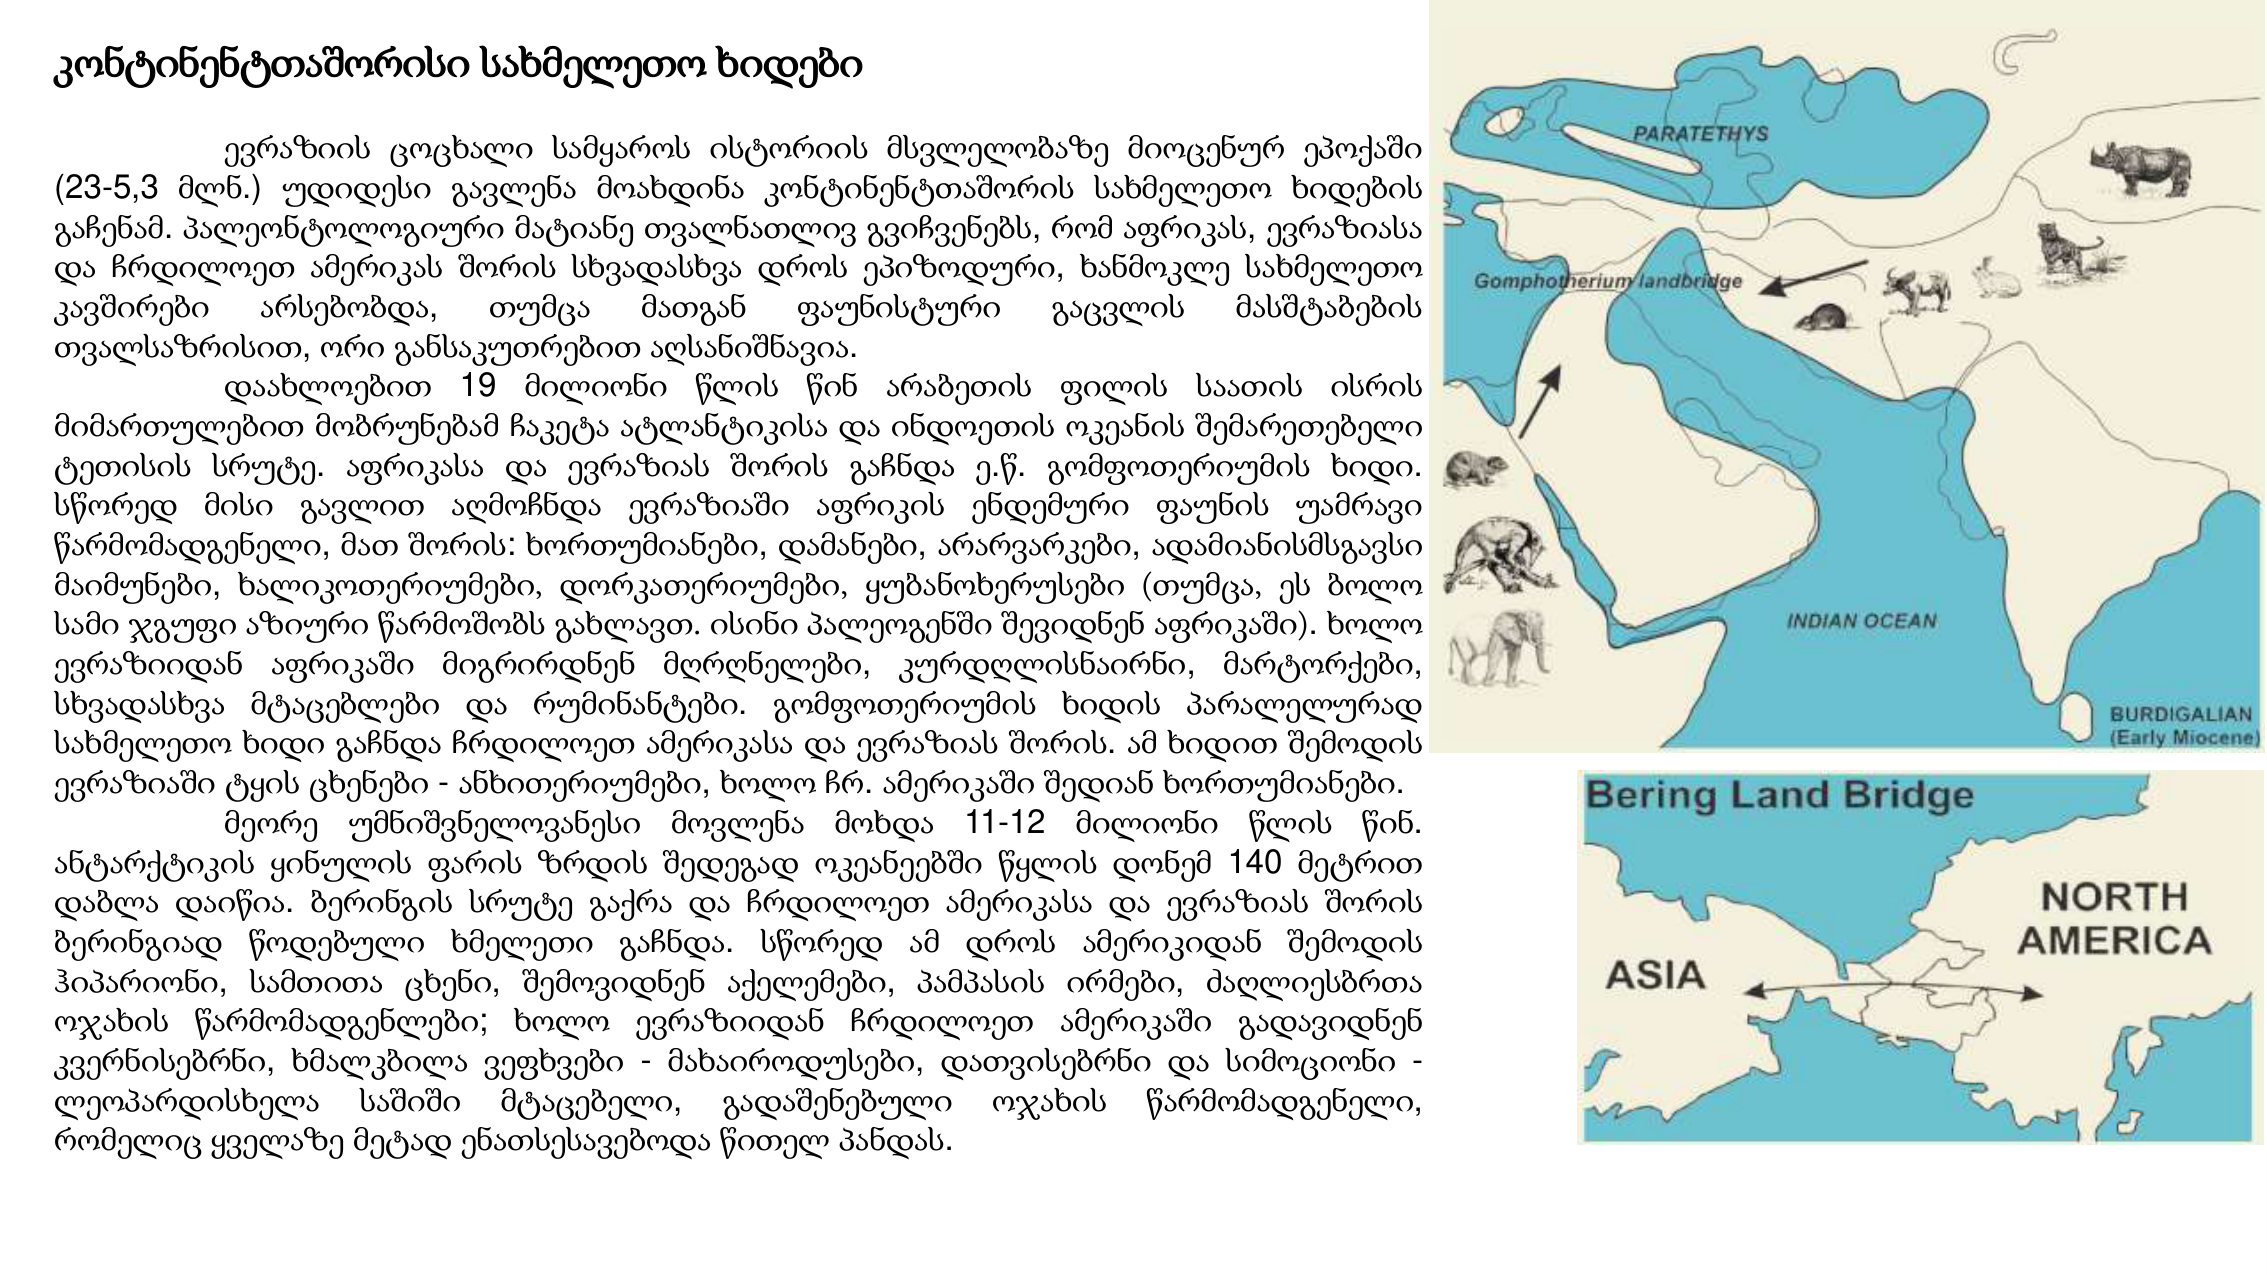 კონტინენტთაშორისი სახმელეთო ხიდები
ევრაზიის ცოცხალი სამყაროს ისტორიის მსვლელობაზე მიოცენურ ეპოქაში
(23-5,3 მლნ.) უდიდესი გავლენა მოახდინა კონტინენტთაშორის სახმელეთო ხიდების
გაჩენამ. პალეონტოლოგიური მატიანე თვალნათლივ გვიჩვენებს, რომ აფრიკას, ევრაზიასა
და ჩრდილოეთ ამერიკას შორის სხვადასხვა დროს ეპიზოდური, ხანმოკლე სახმელეთო
კავშირები არსებობდა, თუმცა მათგან ფაუნისტური გაცვლის მასშტაბების
თვალსაზრისით, ორი განსაკუთრებით აღსანიშნავია.
დაახლოებით 19 მილიონი წლის წინ არაბეთის ფილის საათის ისრის
მიმართულებით მობრუნებამ ჩაკეტა ატლანტიკისა და ინდოეთის ოკეანის შემარეთებელი
ტეთისის სრუტე. აფრიკასა და ევრაზიას შორის გაჩნდა ე.წ. გომფოთერიუმის ხიდი.
სწორედ მისი გავლით აღმოჩნდა ევრაზიაში აფრიკის ენდემური ფაუნის უამრავი
წარმომადგენელი, მათ შორის: ხორთუმიანები, დამანები, არარვარკები, ადამიანისმსგავსი
მაიმუნები, ხალიკოთერიუმები, დორკათერიუმები, ყუბანოხერუსები (თუმცა, ეს ბოლო
სამი ჯგუფი აზიური წარმოშობს გახლავთ. ისინი პალეოგენში შევიდნენ აფრიკაში). ხოლო
ევრაზიიდან აფრიკაში მიგრირდნენ მღრღნელები, კურდღლისნაირნი, მარტორქები,
სხვადასხვა მტაცებლები და რუმინანტები. გომფოთერიუმის ხიდის პარალელურად
სახმელეთო ხიდი გაჩნდა ჩრდილოეთ ამერიკასა და ევრაზიას შორის. ამ ხიდით შემოდის
ევრაზიაში ტყის ცხენები - ანხითერიუმები, ხოლო ჩრ. ამერიკაში შედიან ხორთუმიანები.
მეორე უმნიშვნელოვანესი მოვლენა მოხდა 11-12 მილიონი წლის წინ.
ანტარქტიკის ყინულის ფარის ზრდის შედეგად ოკეანეებში წყლის დონემ 140 მეტრით
დაბლა დაიწია. ბერინგის სრუტე გაქრა და ჩრდილოეთ ამერიკასა და ევრაზიას შორის
ბერინგიად წოდებული ხმელეთი გაჩნდა. სწორედ ამ დროს ამერიკიდან შემოდის
ჰიპარიონი, სამთითა ცხენი, შემოვიდნენ აქელემები, პამპასის ირმები, ძაღლიესბრთა
ოჯახის წარმომადგენლები; ხოლო ევრაზიიდან ჩრდილოეთ ამერიკაში გადავიდნენ
კვერნისებრნი, ხმალკბილა ვეფხვები - მახაიროდუსები, დათვისებრნი და სიმოციონი -
ლეოპარდისხელა საშიში მტაცებელი, გადაშენებული ოჯახის წარმომადგენელი,
რომელიც ყველაზე მეტად ენათსესავებოდა წითელ პანდას.
PARATETHYS
Gomphotherium landbridge
INDIAN OCEAN
BURDIGALIAN
(Early Miocene)
Bering Land Bridge
NORTH
AMERICA
ASIA